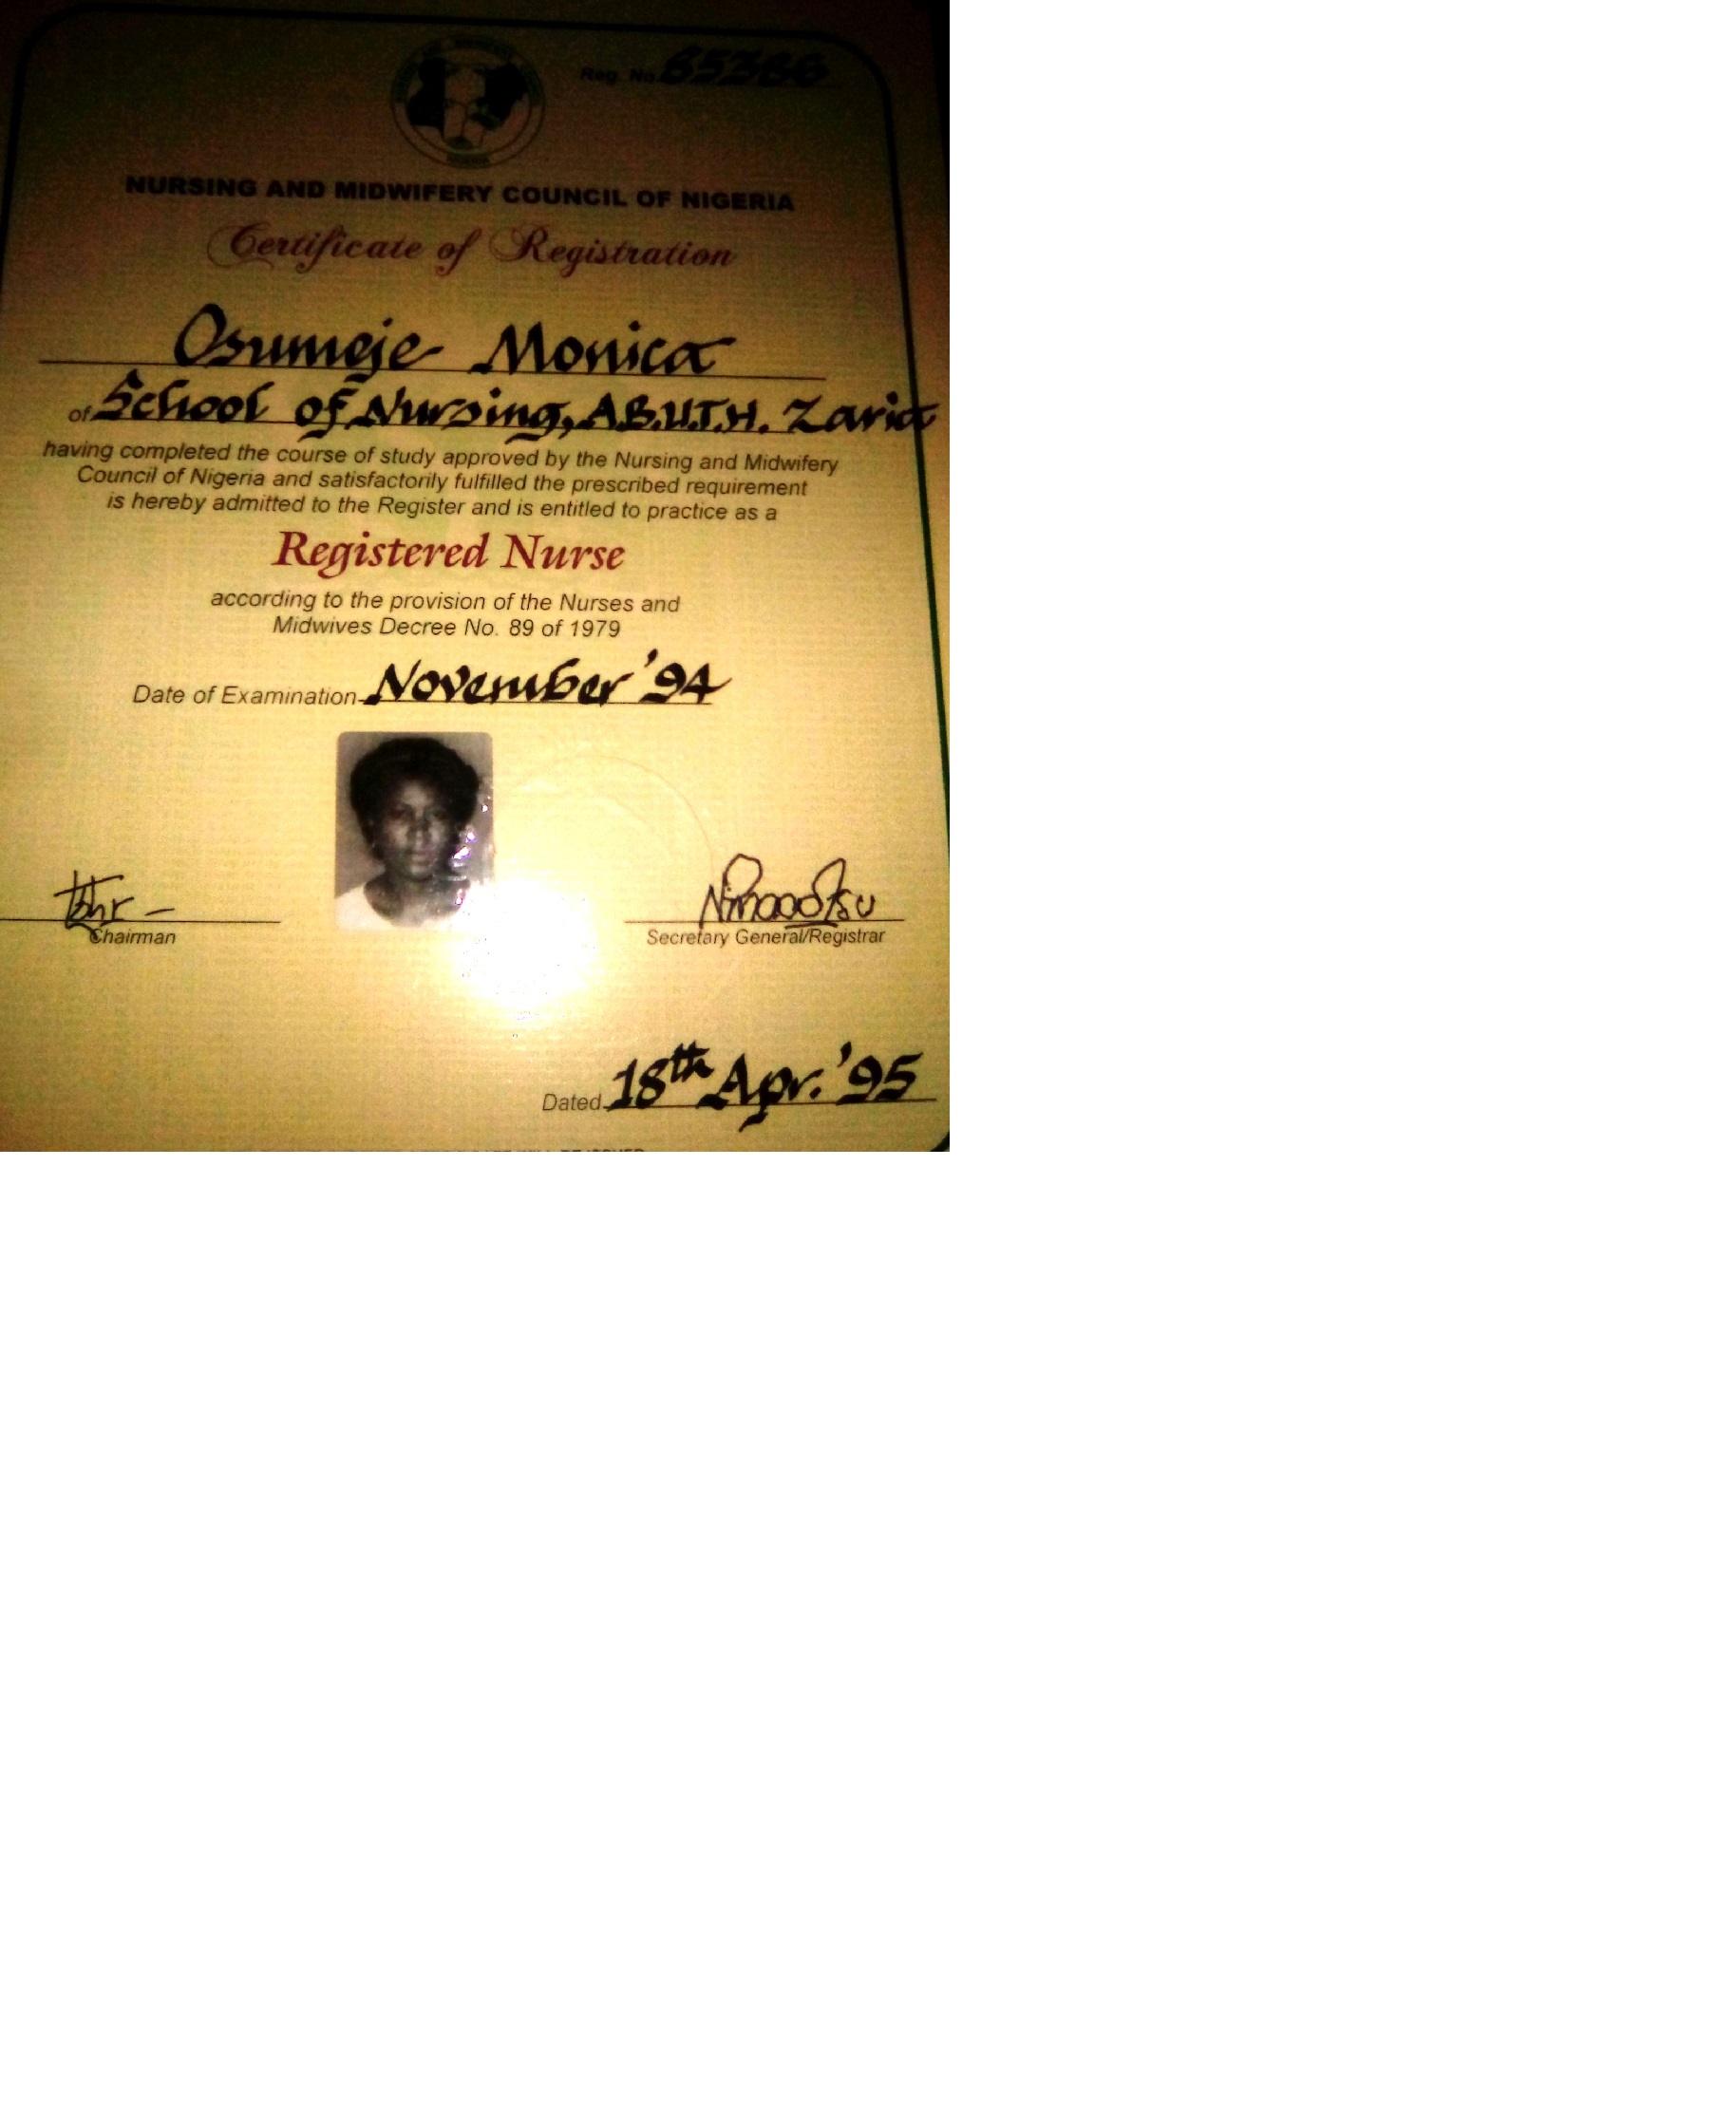 Reg. No.
NURSING AND MIDWIFERY COUNCIL OF NIGERIA
Certificate of Registration
Osumeje Monica
of School of Nursing, A.B.U.T.H. Zaria
having completed the course of study approved by the Nursing and Midwifery
Council of Nigeria and satisfactorily fulfilled the prescribed requirement
is hereby admitted to the Register and is entitled to practice as a
Registered Nurse
according to the provision of the Nurses and
Midwives Decree No. 89 of 1979
Date of Examination November '94
Chairman
Secretary General/Registrar
Dated 18th Apr. '95